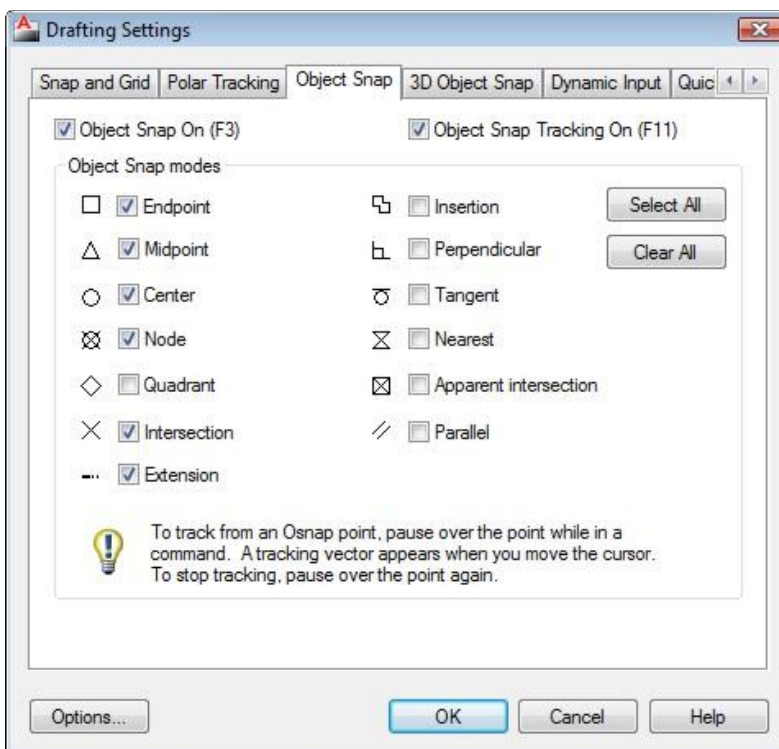 Drafting Settings
Snap and Grid Polar Tracking Object Snap 3D Object Snap Dynamic Input Quic
Object Snap On (F3) Object Snap Tracking On (F11)
Object Snap modes
Endpoint Insertion Select All
Midpoint Perpendicular Clear All
Center Tangent
Node Nearest
Quadrant Apparent intersection
Intersection Parallel
Extension
To track from an Osnap point, pause over the point while in a
command. A tracking vector appears when you move the cursor.
To stop tracking, pause over the point again.
Options... OK Cancel Help